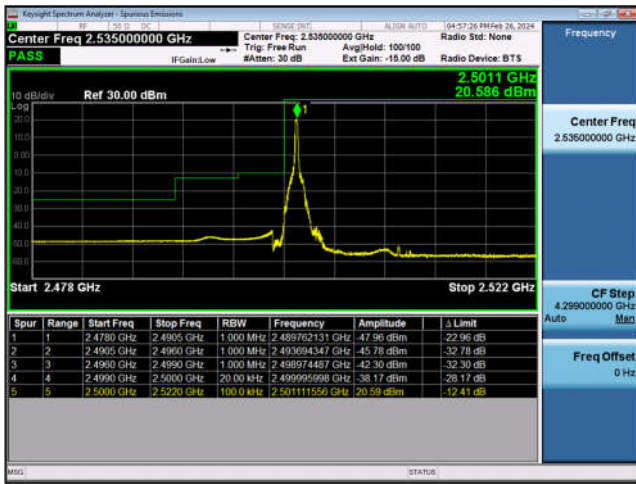 Keysight Spectrum Analyzer - Spurious Emissions
RF 50 Ω DC SENSE:INT ALIGN AUTO 04:57:26 PM Feb 26, 2024
Center Freq 2.535000000 GHz
Center Freq: 2.535000000 GHz
Radio Std: None
PASS
Trig: Free Run
Avg|Hold: 100/100
IFGain:Low
#Atten: 30 dB
Ext Gain: -15.00 dB
Radio Device: BTS
2.5011 GHz
20.586 dBm
10 dB/div
Ref 30.00 dBm
Log
20.0
10.0
0.00
-10.0
-20.0
-30.0
-40.0
-50.0
-60.0
1
Start 2.478 GHz
Stop 2.522 GHz
Spur Range Start Freq Stop Freq RBW Frequency Amplitude Δ Limit
1 1 2.4780 GHz 2.4905 GHz 1.000 MHz 2.489762131 GHz -47.96 dBm -22.96 dB
2 2 2.4905 GHz 2.4960 GHz 1.000 MHz 2.493694347 GHz -45.78 dBm -32.78 dB
3 3 2.4960 GHz 2.4990 GHz 1.000 MHz 2.498974487 GHz -42.30 dBm -32.30 dB
4 4 2.4990 GHz 2.5000 GHz 20.00 kHz 2.499995998 GHz -38.17 dBm -28.17 dB
5 5 2.5000 GHz 2.5220 GHz 100.0 kHz 2.501111556 GHz 20.59 dBm -12.41 dB
MSG
STATUS
Frequency
Center Freq
2.535000000 GHz
CF Step
4.299000000 GHz
Auto Man
Freq Offset
0 Hz